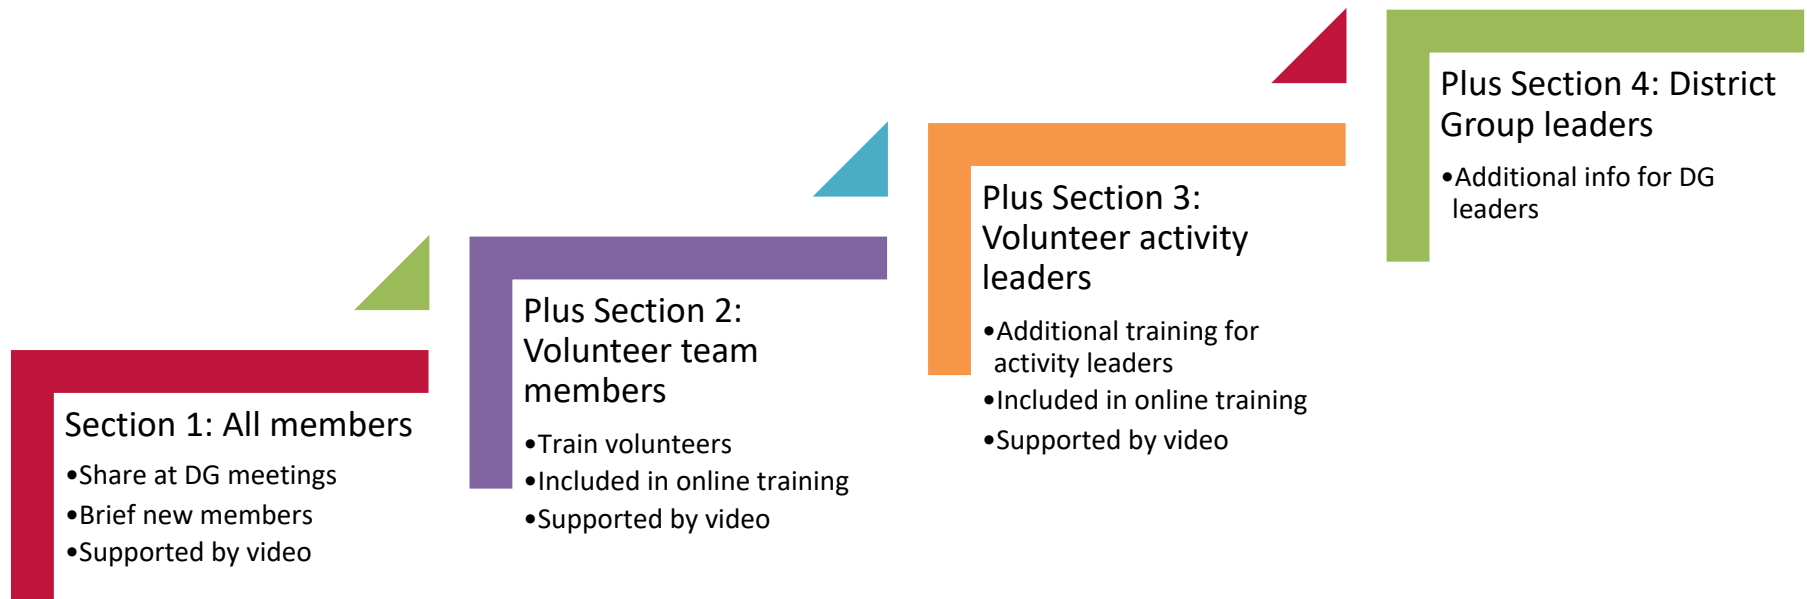 Section 1: All members
•Share at DG meetings
•Brief new members
•Supported by video
Plus Section 2:
Volunteer team
members
•Train volunteers
•Included in online training
•Supported by video
Plus Section 3:
Volunteer activity
leaders
•Additional training for
activity leaders
•Included in online training
•Supported by video
Plus Section 4: District
Group leaders
•Additional info for DG
leaders